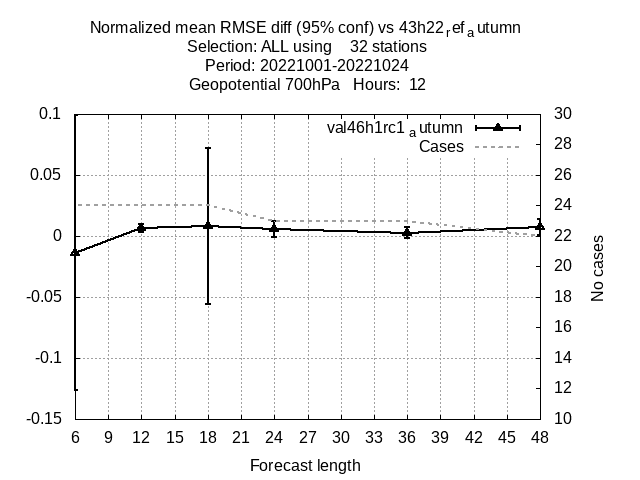 Normalized mean RMSE diff (95% conf) vs 43h22refautumn
Selection: ALL using 32 stations
Period: 20221001-20221024
Geopotential 700hPa Hours: 12
0.1
0.05
0
-0.05
-0.1
-0.15
val46h1rc1autumn
Cases
30
28
26
24
22
20
18
16
14
12
10
No cases
6 9 12 15 18 21 24 27 30 33 36 39 42 45 48
Forecast length